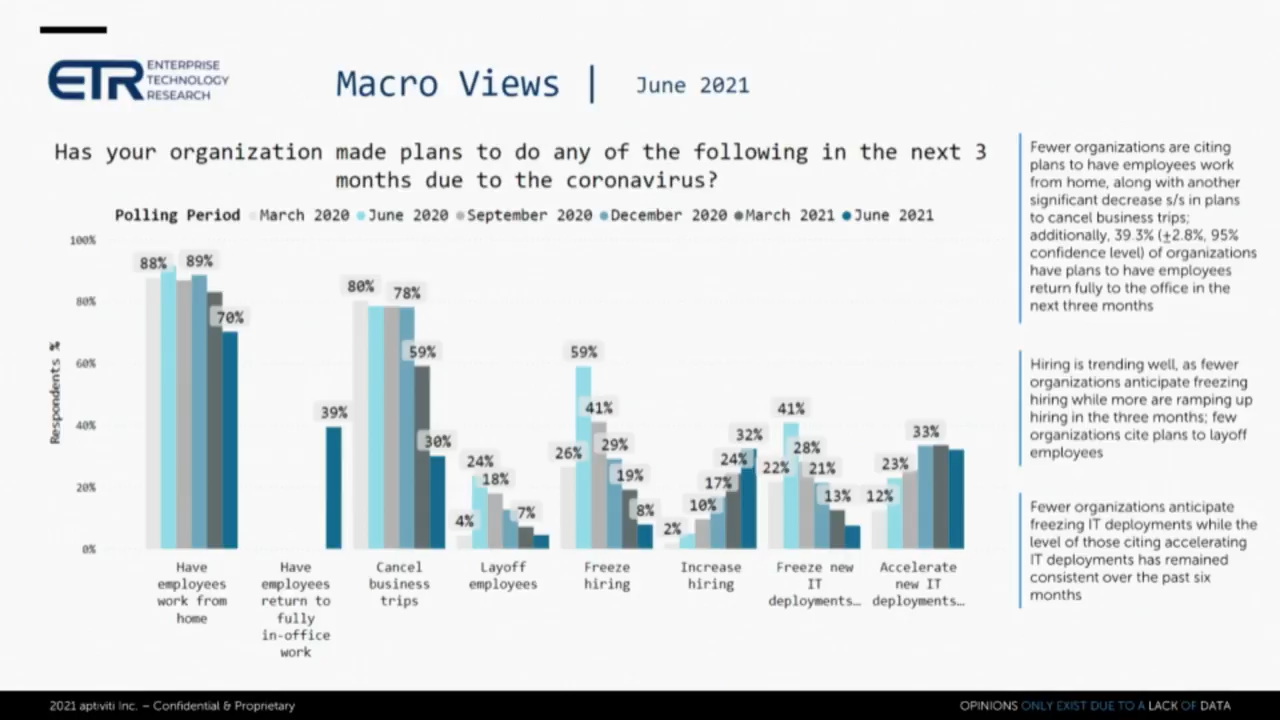 ETR ENTERPRISE
TECHNOLOGY
RESEARCH
Macro Views | June 2021
Has your organization made plans to do any of the following in the next 3
months due to the coronavirus?
Polling Period March 2020 June 2020 September 2020 December 2020 March 2021 June 2021
Respondents %
100%
80%
60%
40%
20%
0%
88% 89% 70%
39%
80% 78% 59% 30%
4% 24% 18% 7%
26% 59% 41% 29% 19% 8%
2% 10% 17% 24% 32%
22% 41% 28% 21% 13%
12% 23% 33%
Have
employees
work from
home
Have
employees
return to
fully
in-office
work
Cancel
business
trips
Layoff
employees
Freeze
hiring
Increase
hiring
Freeze new
IT
deployments…
Accelerate
new IT
deployments…
Fewer organizations are citing
plans to have employees work
from home, along with another
significant decrease s/s in plans
to cancel business trips;
additionally, 39.3% (±2.8%, 95%
confidence level) of organizations
have plans to have employees
return fully to the office in the
next three months
Hiring is trending well, as fewer
organizations anticipate freezing
hiring while more are ramping up
hiring in the three months; few
organizations cite plans to layoff
employees
Fewer organizations anticipate
freezing IT deployments while the
level of those citing accelerating
IT deployments has remained
consistent over the past six
months
2021 aptiviti Inc. – Confidential & Proprietary
OPINIONS ONLY EXIST DUE TO A LACK OF DATA